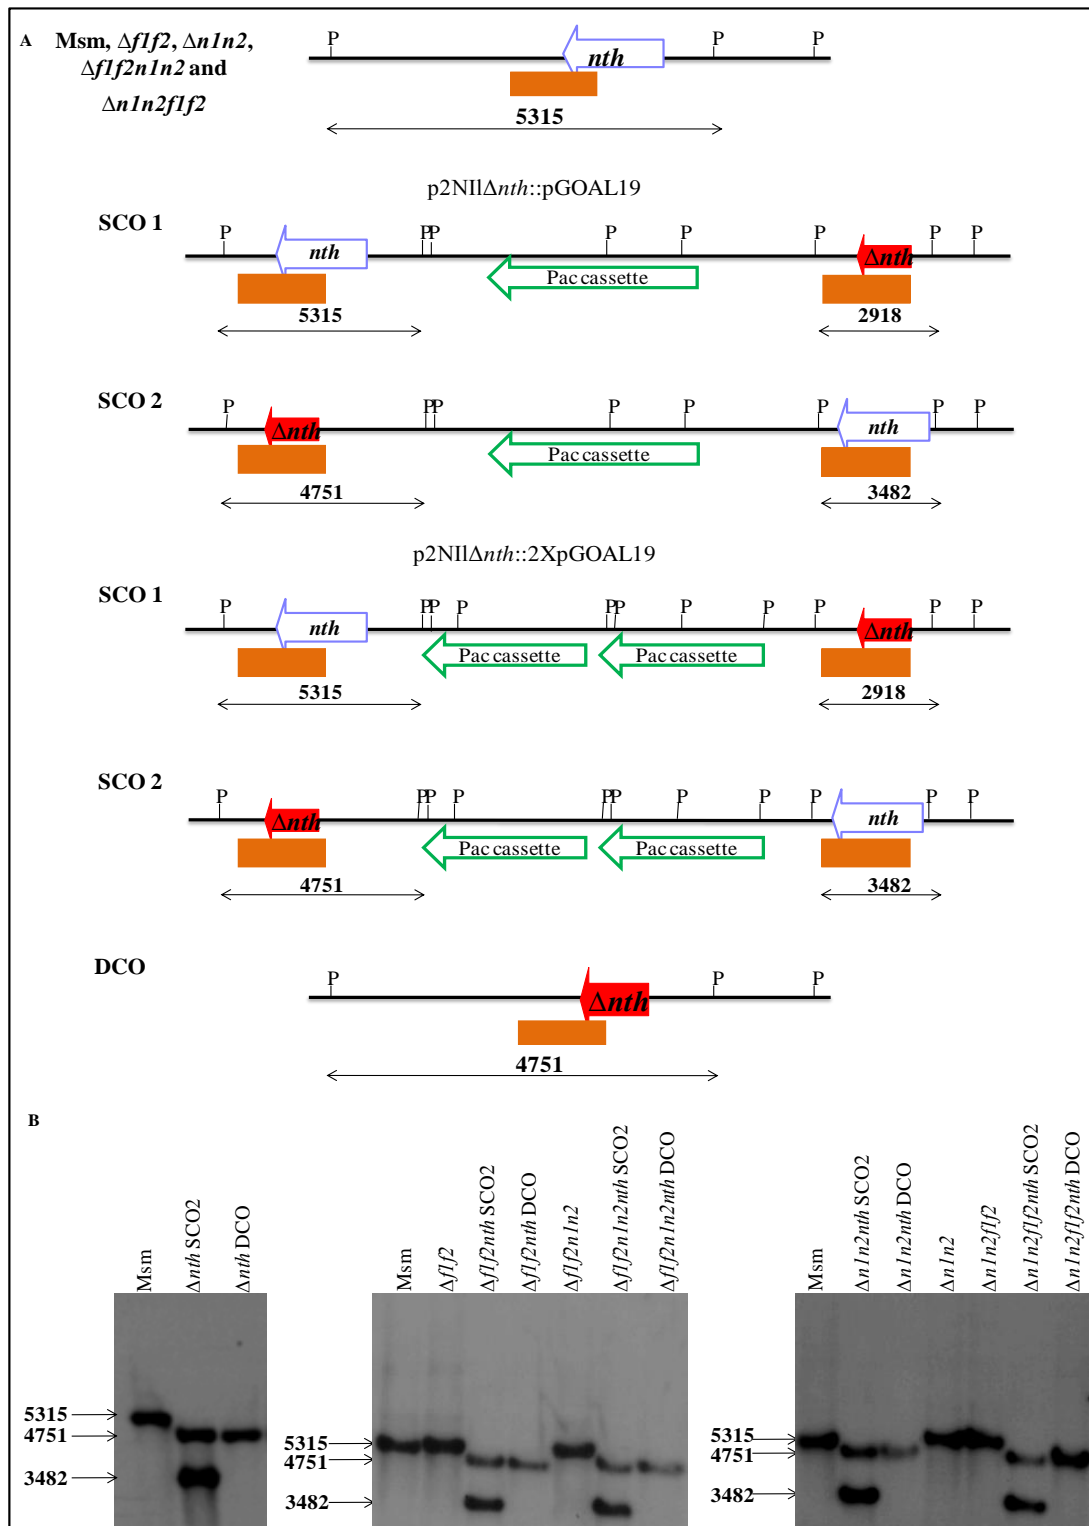 A Msm, Δf1f2, Δn1n2,
Δf1f2n1n2 and
Δn1n2f1f2
P P P
nth
5315
p2NIlΔnth::pGOAL19
SCO 1
P PP P P P P P
nth Pac cassette Δnth
5315 2918
SCO 2
P PP P P P P P
Δnth Pac cassette nth
4751 3482
p2NIlΔnth::2XpGOAL19
SCO 1
P PP P PP P P P P P
nth Pac cassette Pac cassette Δnth
5315 2918
SCO 2
P PP P PP P P P P P
Δnth Pac cassette Pac cassette nth
4751 3482
DCO
P P P
Δnth
4751
B
Msm
Δnth SCO2
Δnth DCO
5315
4751
3482
Msm
Δf1f2
Δf1f2nth SCO2
Δf1f2nth DCO
Δf1f2n1n2
Δf1f2n1n2nth SCO2
Δf1f2n1n2nth DCO
5315
4751
3482
Msm
Δn1n2nth SCO2
Δn1n2nth DCO
Δn1n2
Δn1n2f1f2
Δn1n2f1f2nth SCO2
Δn1n2f1f2nth DCO
5315
4751
3482